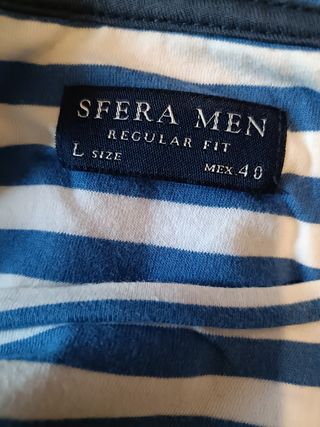 SFERA MEN
REGULAR FIT
L SIZE MEX.40